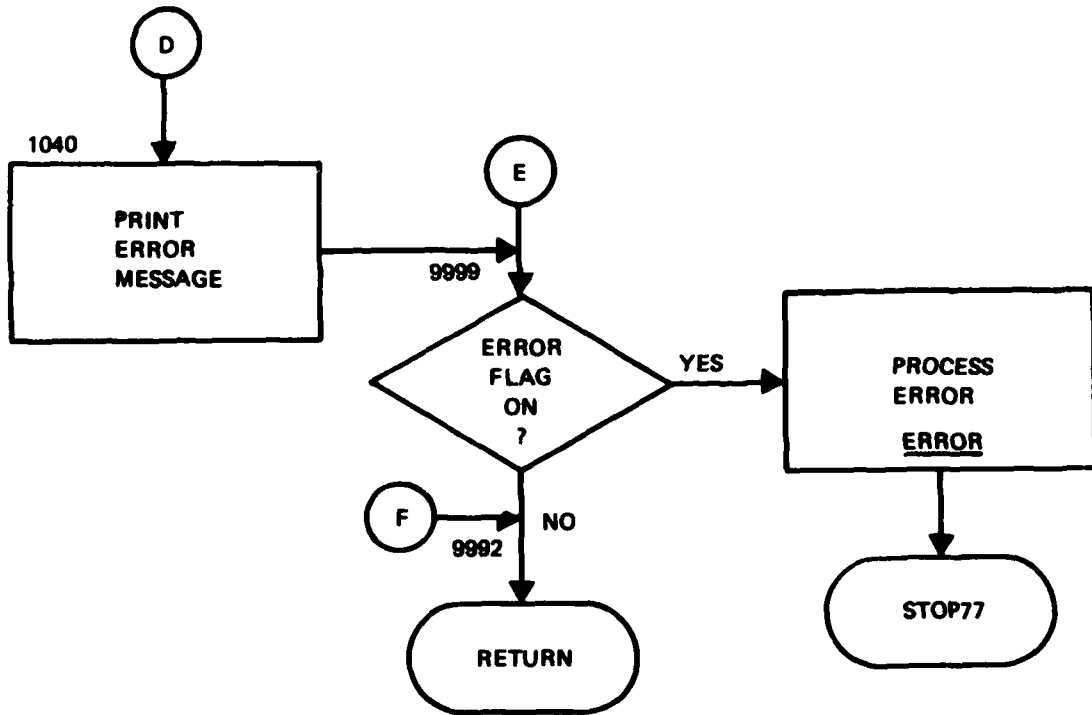 D
1040
PRINT
ERROR
MESSAGE
E
9999
ERROR
FLAG
ON
?
YES
PROCESS
ERROR
ERROR
F
9992
NO
RETURN
STOP77